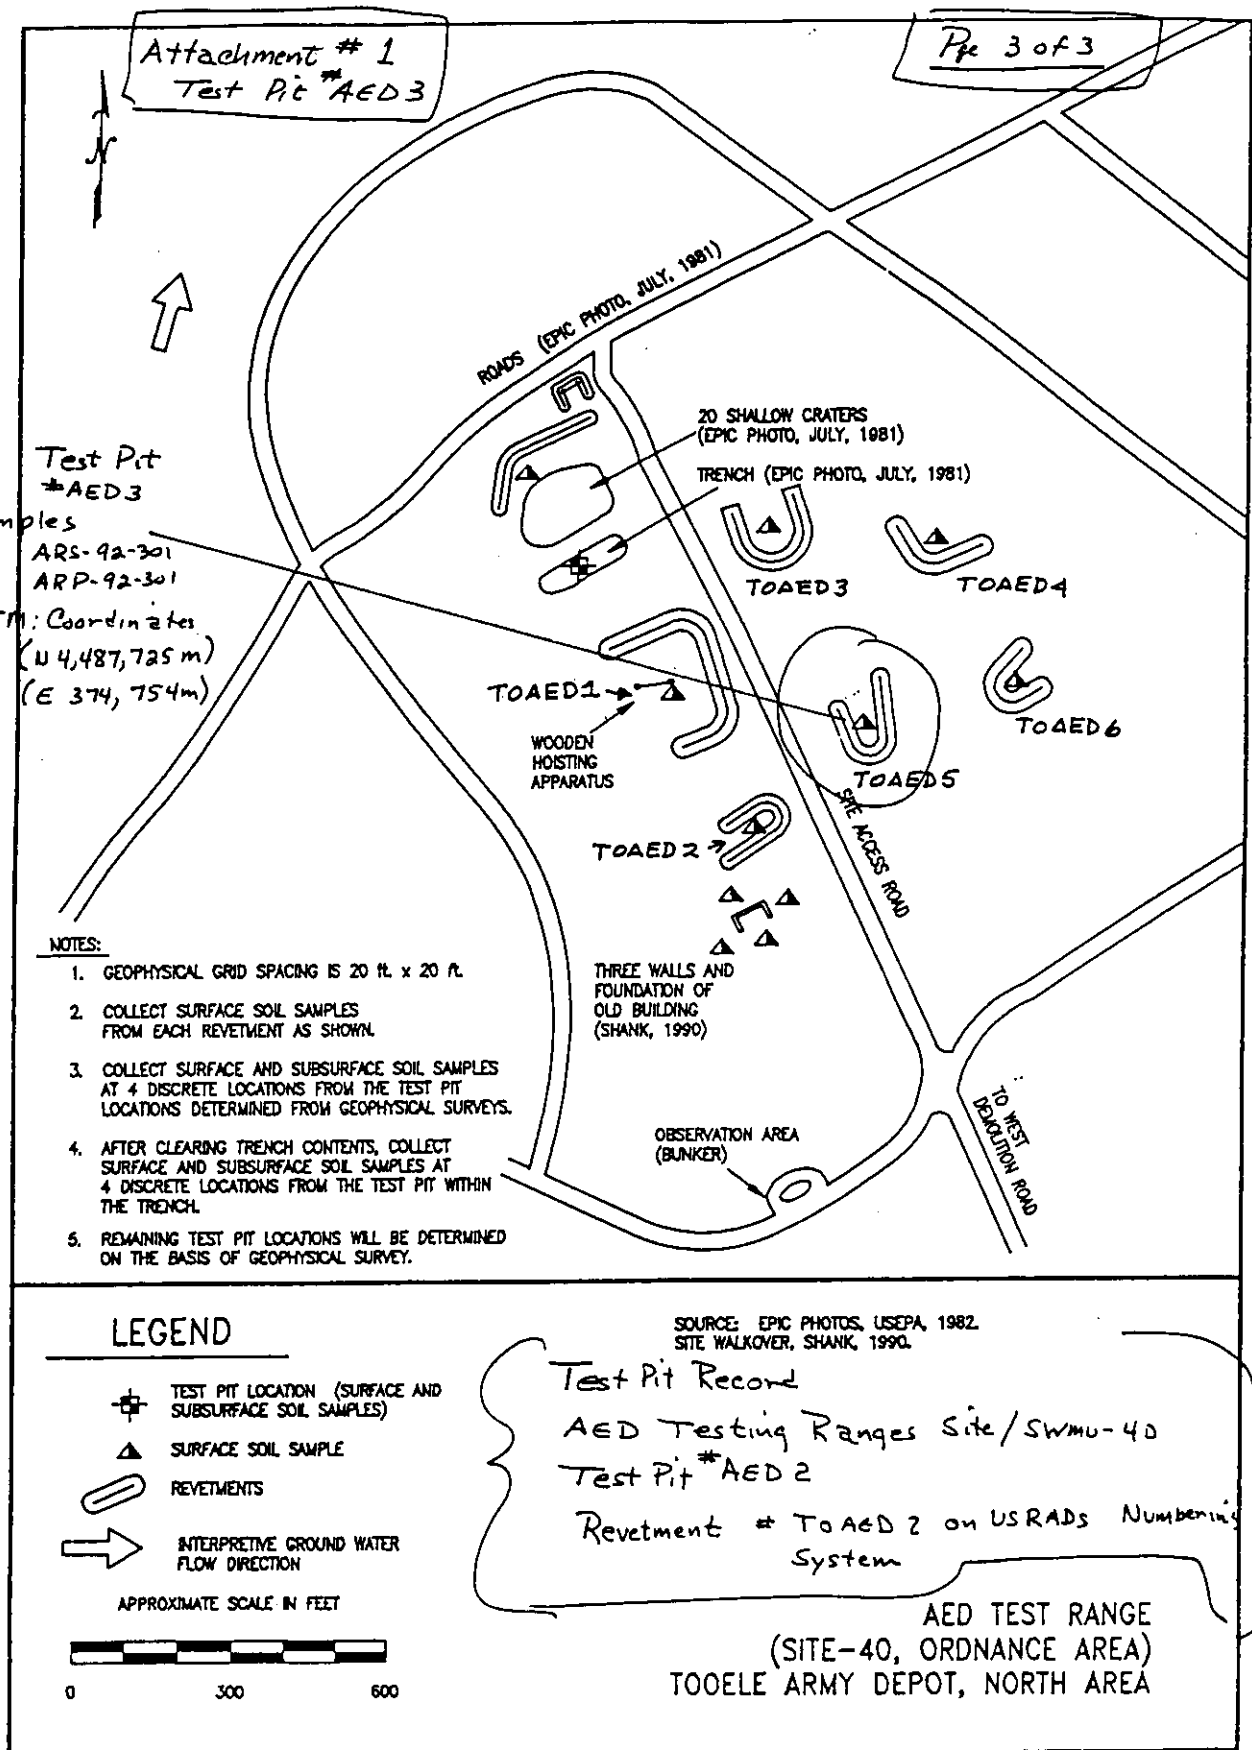 Attachment # 1
Test Pit #AED3
Pge 3 of 3
N
ROADS (EPIC PHOTO, JULY, 1981)
20 SHALLOW CRATERS
(EPIC PHOTO, JULY, 1981)
TRENCH (EPIC PHOTO, JULY, 1981)
Test Pit
#AED3
mples
ARS-92-301
ARP-92-301
TM: Coordinates
(N 4,487,725 m)
(E 374,754m)
TOAED3
TOAED4
TOAED1
WOODEN
HOISTING
APPARATUS
TOAED6
TOAED5
TOAED2
SITE ACCESS ROAD
THREE WALLS AND
FOUNDATION OF
OLD BUILDING
(SHANK, 1990)
OBSERVATION AREA
(BUNKER)
TO WEST
DEMOLITION ROAD
NOTES:
1. GEOPHYSICAL GRID SPACING IS 20 ft. x 20 ft.
2. COLLECT SURFACE SOIL SAMPLES
FROM EACH REVETMENT AS SHOWN.
3. COLLECT SURFACE AND SUBSURFACE SOIL SAMPLES
AT 4 DISCRETE LOCATIONS FROM THE TEST PIT
LOCATIONS DETERMINED FROM GEOPHYSICAL SURVEYS.
4. AFTER CLEARING TRENCH CONTENTS, COLLECT
SURFACE AND SUBSURFACE SOIL SAMPLES AT
4 DISCRETE LOCATIONS FROM THE TEST PIT WITHIN
THE TRENCH.
5. REMAINING TEST PIT LOCATIONS WILL BE DETERMINED
ON THE BASIS OF GEOPHYSICAL SURVEY.
LEGEND
TEST PIT LOCATION (SURFACE AND
SUBSURFACE SOIL SAMPLES)
SURFACE SOIL SAMPLE
REVETMENTS
INTERPRETIVE GROUND WATER
FLOW DIRECTION
APPROXIMATE SCALE IN FEET
0 300 600
SOURCE: EPIC PHOTOS, USEPA, 1982.
SITE WALKOVER, SHANK, 1990.
Test Pit Record
AED Testing Ranges Site/SWMU-40
Test Pit #AED2
Revetment # TOAED2 on USRADs Numbering
System
AED TEST RANGE
(SITE-40, ORDNANCE AREA)
TOOELE ARMY DEPOT, NORTH AREA